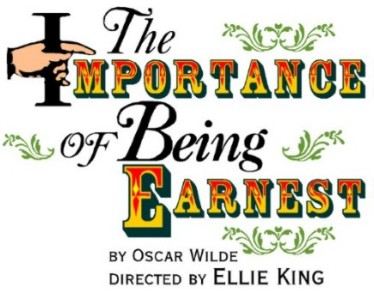 The
IMPORTANCE
OF Being
EARNEST
BY OSCAR WILDE
DIRECTED BY ELLIE KING